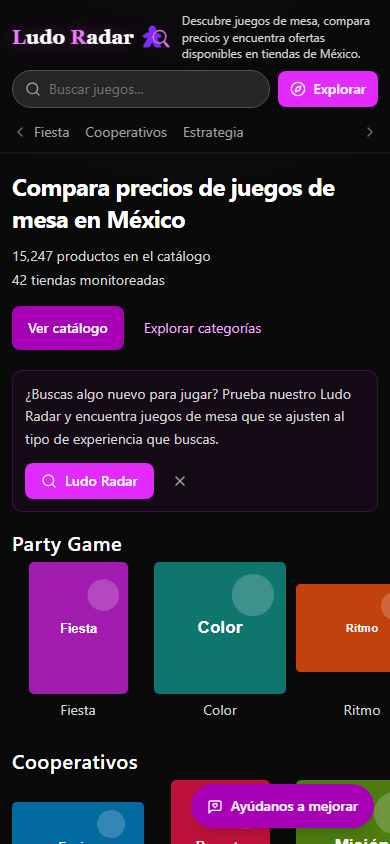 Ludo Radar
Descubre juegos de mesa, compara
precios y encuentra ofertas
disponibles en tiendas de México.
Buscar juegos...
Explorar
Fiesta
Cooperativos
Estrategia
Compara precios de juegos de
mesa en México
15,247 productos en el catálogo
42 tiendas monitoreadas
Ver catálogo
Explorar categorías
¿Buscas algo nuevo para jugar? Prueba nuestro Ludo
Radar y encuentra juegos de mesa que se ajusten al
tipo de experiencia que buscas.
Ludo Radar
Party Game
Fiesta
Color
Ritmo
Fiesta
Color
Ritmo
Cooperativos
Ayúdanos a mejorar